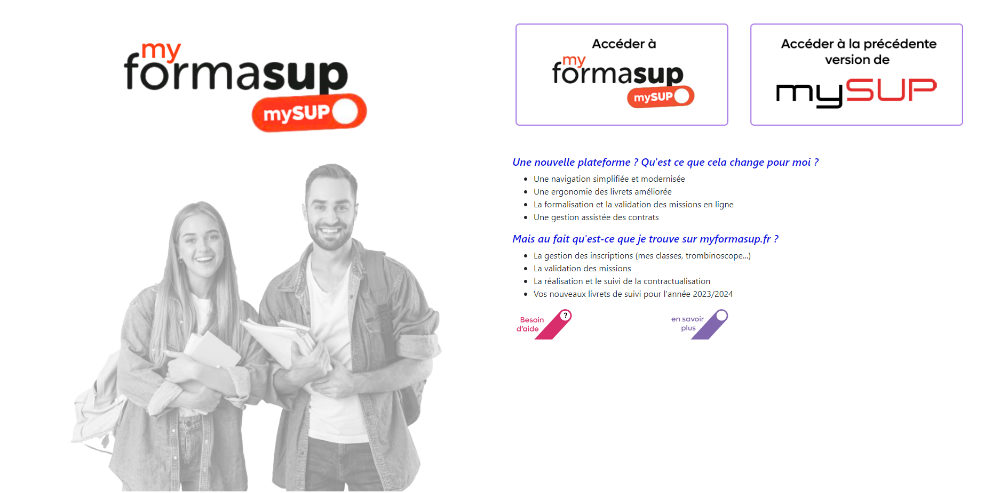 my
formasup
mySUP
Accéder à
my
formasup
mySUP
Accéder à la précédente
version de
mySUP
Une nouvelle plateforme ? Qu'est ce que cela change pour moi ?
Une navigation simplifiée et modernisée
Une ergonomie des livrets améliorée
La formalisation et la validation des missions en ligne
Une gestion assistée des contrats
Mais au fait qu'est-ce que je trouve sur myformasup.fr ?
La gestion des inscriptions (mes classes, trombinoscope...)
La validation des missions
La réalisation et le suivi de la contractualisation
Vos nouveaux livrets de suivi pour l'année 2023/2024
Besoin
d'aide
?
en savoir
plus